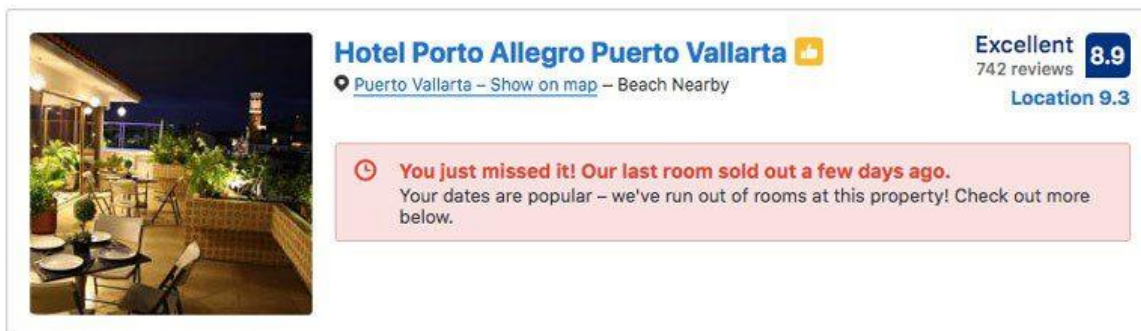 Hotel Porto Allegro Puerto Vallarta
Puerto Vallarta – Show on map – Beach Nearby
Excellent
742 reviews
8.9
Location 9.3
You just missed it! Our last room sold out a few days ago.
Your dates are popular – we've run out of rooms at this property! Check out more
below.